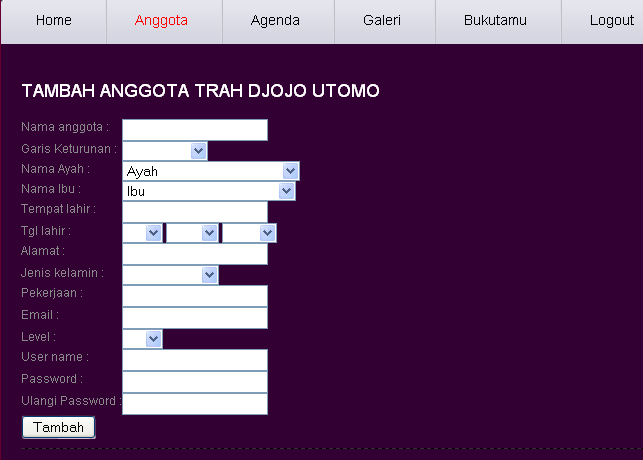 Home Anggota Agenda Galeri Bukutamu Logout
TAMBAH ANGGOTA TRAH DJOJO UTOMO
Nama anggota :
Garis Keturunan :
Nama Ayah : Ayah
Nama Ibu : Ibu
Tempat lahir :
Tgl lahir :
Alamat :
Jenis kelamin :
Pekerjaan :
Email :
Level :
User name :
Password :
Ulangi Password :
Tambah